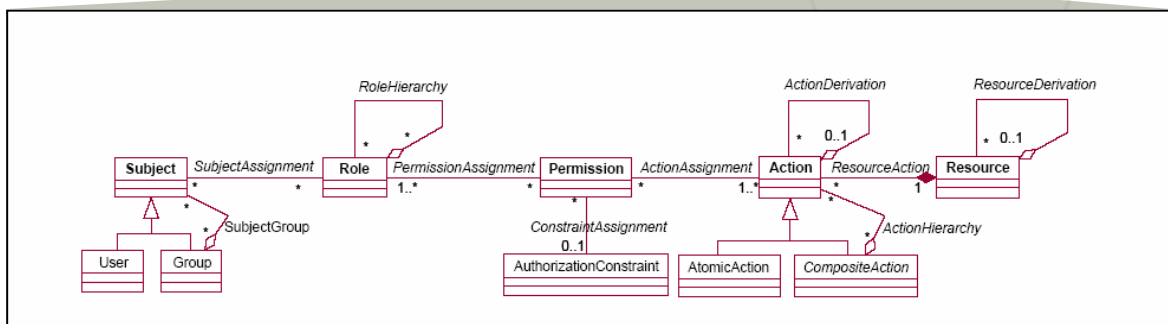 RoleHierarchy
ActionDerivation
ResourceDerivation
* *
* 0..1
* 0..1
Subject SubjectAssignment Role PermissionAssignment Permission ActionAssignment Action ResourceAction Resource
* * 1..* * * 1..* * 1
* SubjectGroup *
* ConstraintAssignment 0..1
* ActionHierarchy *
User Group AuthorizationConstraint AtomicAction CompositeAction